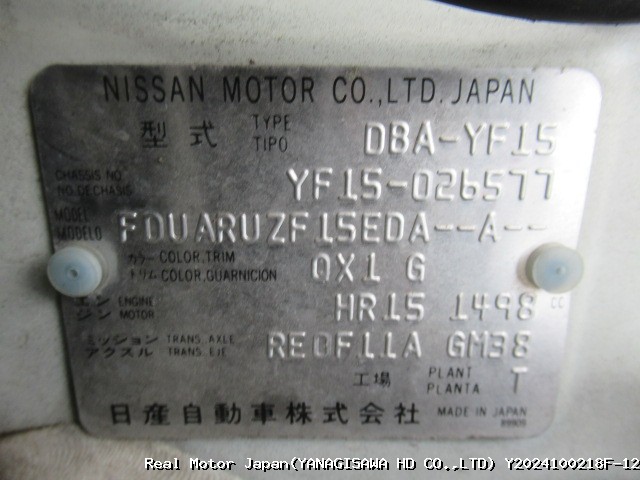 NISSAN MOTOR CO.,LTD. JAPAN
型式 TYPE TIPO DBA-YF15
CHASSIS NO. NO. DE CHASIS YF15-026577
MODEL MODELO FDUARUZF15EDA--A--
カラー トリム COLOR,TRIM COLOR,GUARNICIÓN QX1 G
エンジン ENGINE MOTOR HR15 1498 cc
ミッション アクスル TRANS. AXLE TRANS. EJE RE0F11A GM38
工場 PLANT PLANTA T
日産自動車株式会社 MADE IN JAPAN
Real Motor Japan(YANAGISAWA HD CO.,LTD) Y2024100218F-12